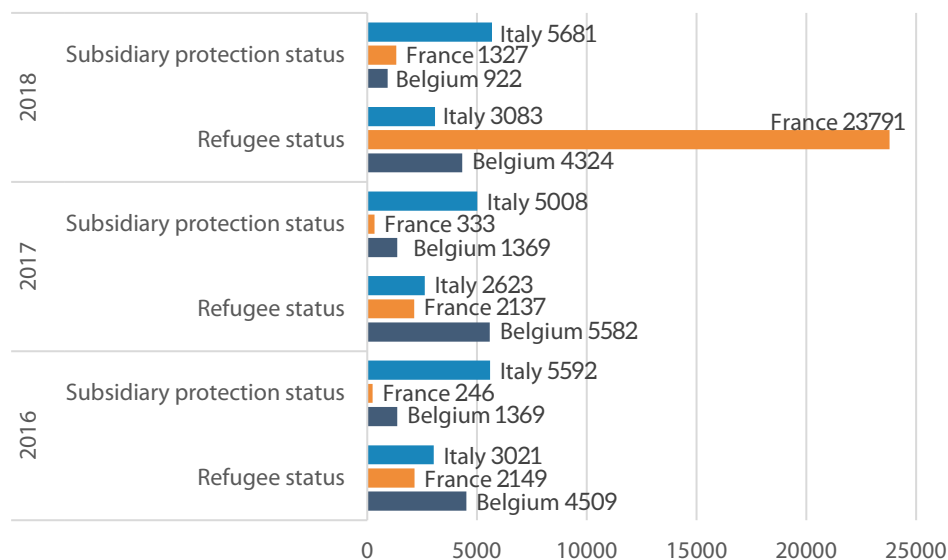 2018
Subsidiary protection status
Italy 5681
France 1327
Belgium 922
Refugee status
Italy 3083
France 23791
Belgium 4324
2017
Subsidiary protection status
Italy 5008
France 333
Belgium 1369
Refugee status
Italy 2623
France 2137
Belgium 5582
2016
Subsidiary protection status
Italy 5592
France 246
Belgium 1369
Refugee status
Italy 3021
France 2149
Belgium 4509
0 5000 10000 15000 20000 25000